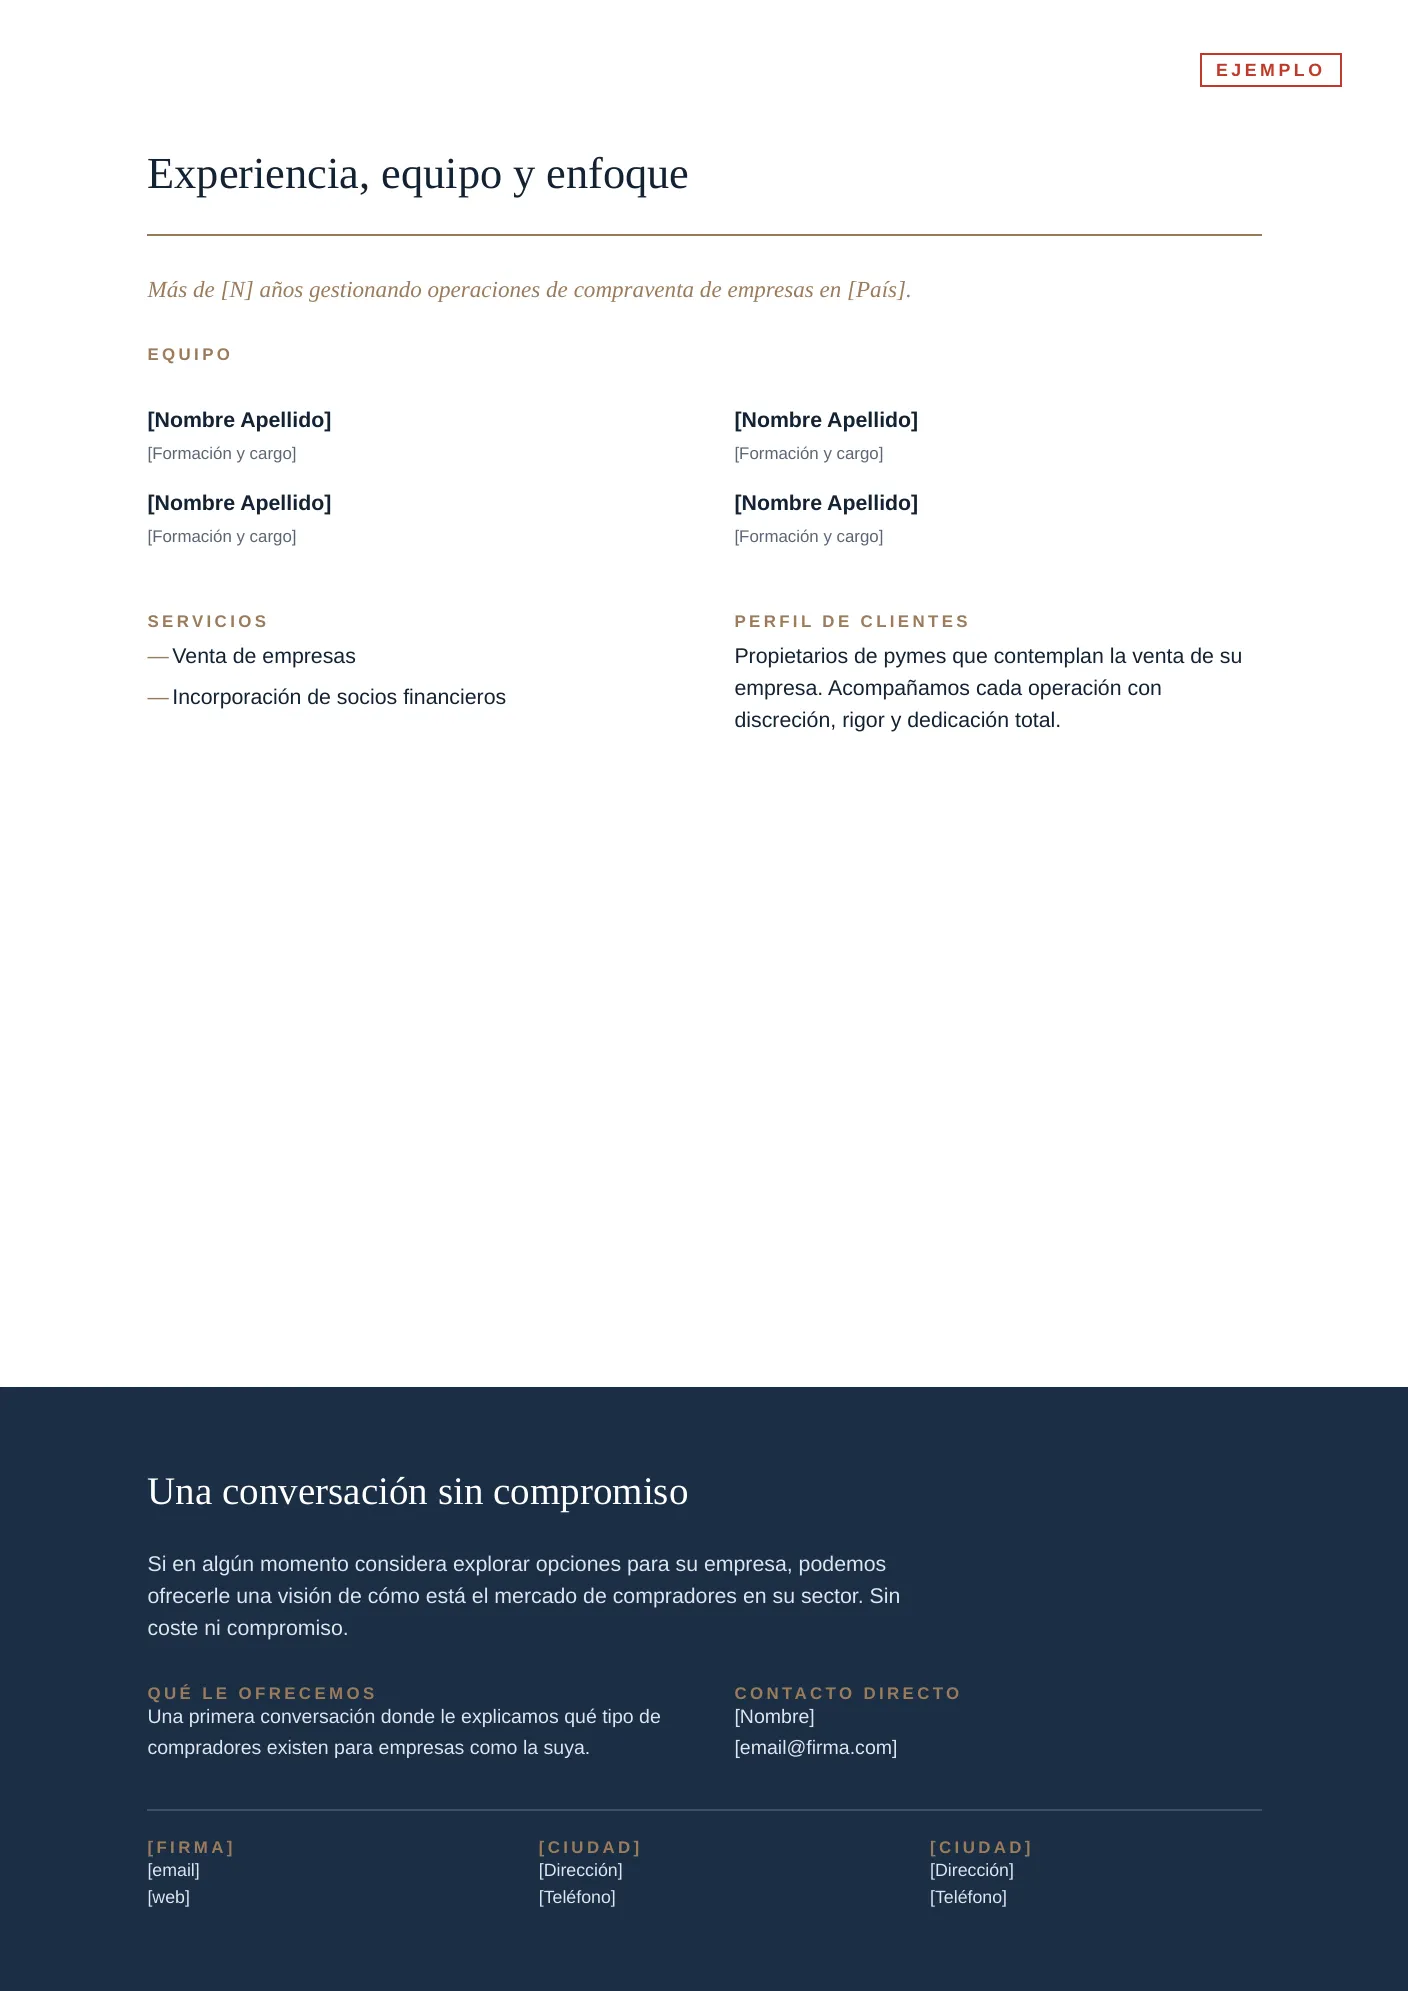 EJEMPLO
Experiencia, equipo y enfoque
Más de [N] años gestionando operaciones de compraventa de empresas en [País].
EQUIPO
[Nombre Apellido]
[Formación y cargo]
[Nombre Apellido]
[Formación y cargo]
[Nombre Apellido]
[Formación y cargo]
[Nombre Apellido]
[Formación y cargo]
SERVICIOS
— Venta de empresas
— Incorporación de socios financieros
PERFIL DE CLIENTES
Propietarios de pymes que contemplan la venta de su
empresa. Acompañamos cada operación con
discreción, rigor y dedicación total.
Una conversación sin compromiso
Si en algún momento considera explorar opciones para su empresa, podemos
ofrecerle una visión de cómo está el mercado de compradores en su sector. Sin
coste ni compromiso.
QUÉ LE OFRECEMOS
Una primera conversación donde le explicamos qué tipo de
compradores existen para empresas como la suya.
CONTACTO DIRECTO
[Nombre]
[email@firma.com]
[FIRMA]
[email]
[web]
[CIUDAD]
[Dirección]
[Teléfono]
[CIUDAD]
[Dirección]
[Teléfono]